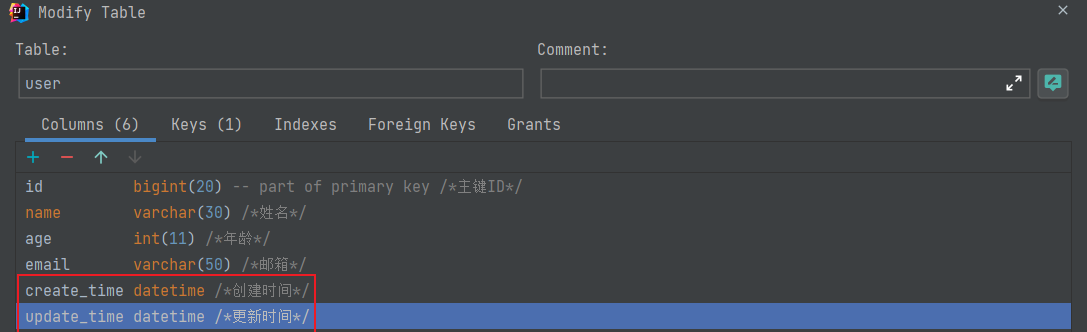 Modify Table
Table: Comment:
user
Columns (6) Keys (1) Indexes Foreign Keys Grants
id bigint(20) -- part of primary key /*主键ID*/
name varchar(30) /*姓名*/
age int(11) /*年龄*/
email varchar(50) /*邮箱*/
create_time datetime /*创建时间*/
update_time datetime /*更新时间*/